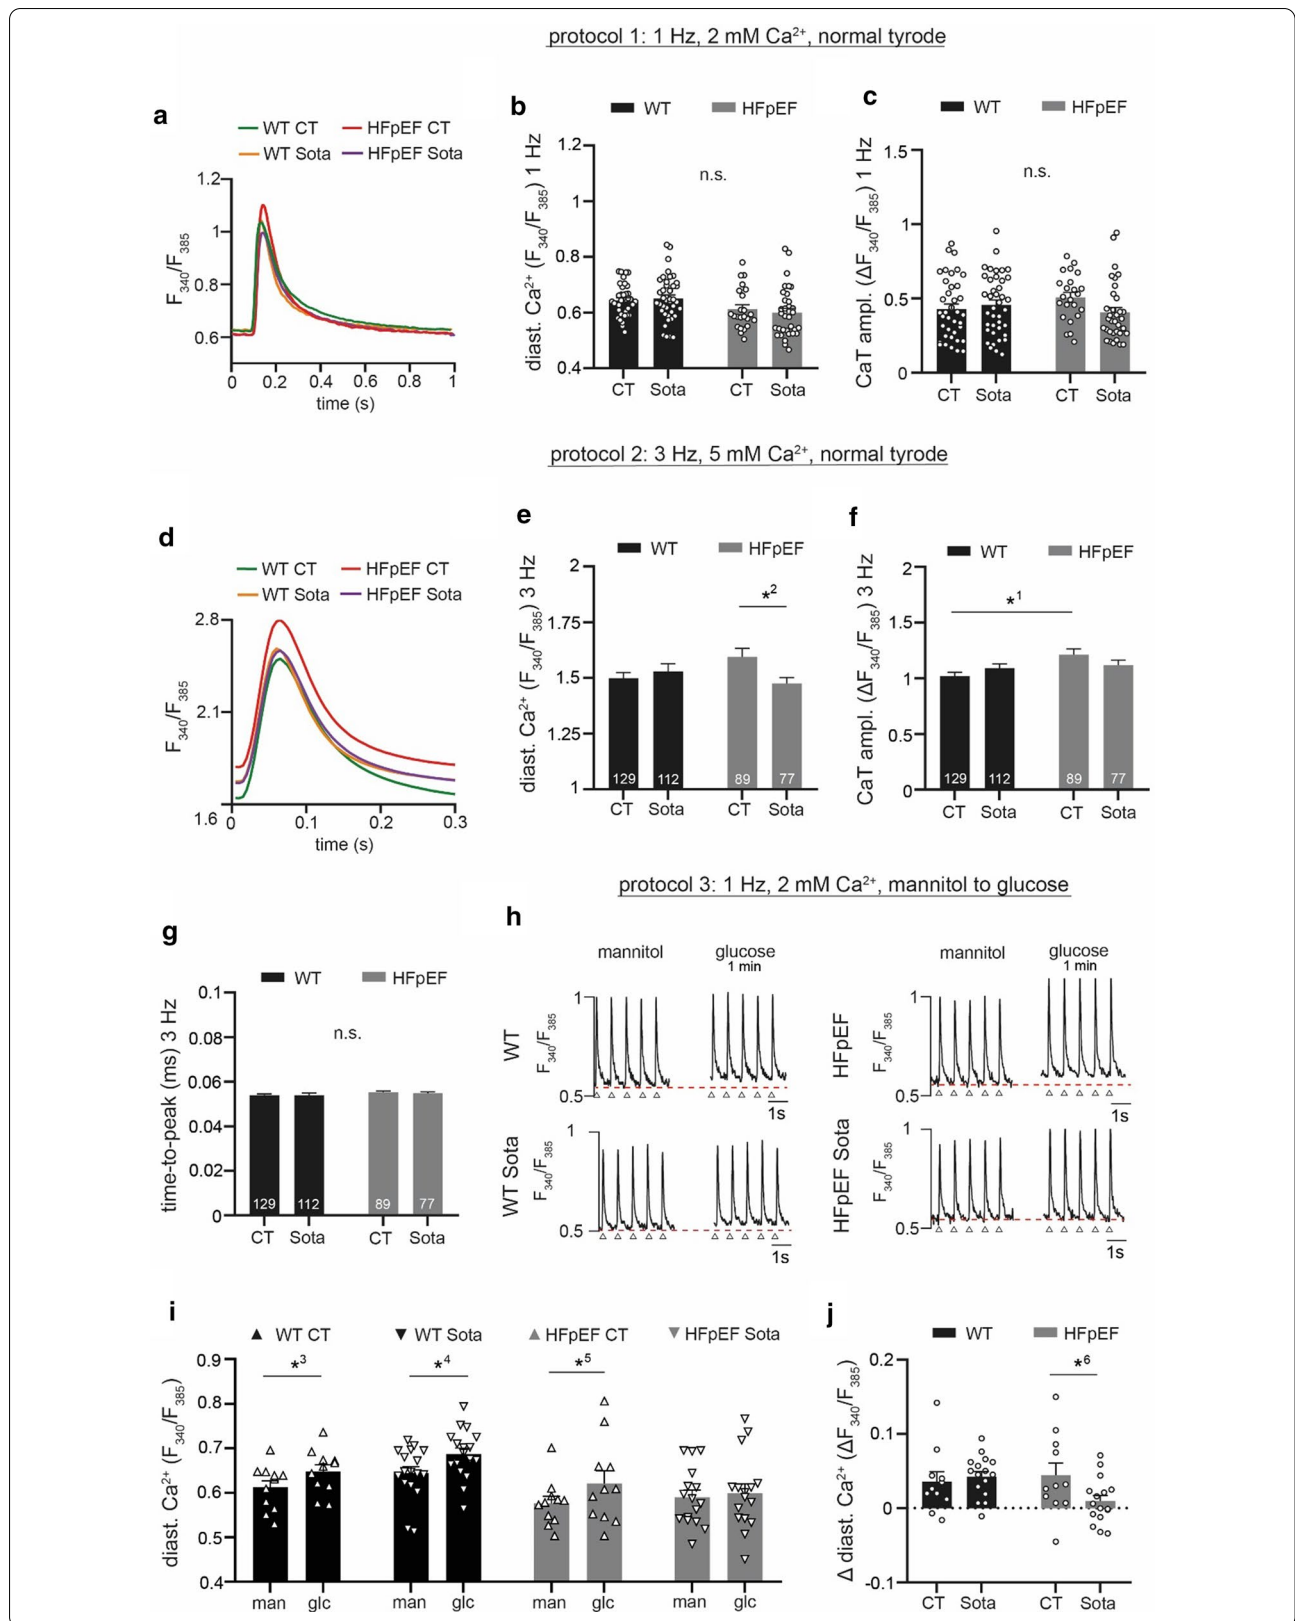 protocol 1: 1 Hz, 2 mM Ca²⁺, normal tyrode
a
WT CT
HFpEF CT
WT Sota
HFpEF Sota
F₃₄₀/F₃₈₅
1.2
1
0.8
0.6
0 0.2 0.4 0.6 0.8 1
time (s)
b
WT HFpEF
diast. Ca²⁺ (F₃₄₀/F₃₈₅) 1 Hz
1.2
1
0.8
0.6
0.4
n.s.
CT Sota CT Sota
c
WT HFpEF
CaT ampl. (ΔF₃₄₀/F₃₈₅) 1 Hz
1.5
1
0.5
0
n.s.
CT Sota CT Sota
protocol 2: 3 Hz, 5 mM Ca²⁺, normal tyrode
d
WT CT
HFpEF CT
WT Sota
HFpEF Sota
F₃₄₀/F₃₈₅
2.8
2.1
1.6
0 0.1 0.2 0.3
time (s)
e
WT HFpEF
diast. Ca²⁺ (F₃₄₀/F₃₈₅) 3 Hz
2
1.75
1.5
1.25
1
*²
129 112 89 77
CT Sota CT Sota
f
WT HFpEF
CaT ampl. (ΔF₃₄₀/F₃₈₅) 3 Hz
2
1.5
1
0.5
0
*¹
129 112 89 77
CT Sota CT Sota
protocol 3: 1 Hz, 2 mM Ca²⁺, mannitol to glucose
g
WT HFpEF
time-to-peak (ms) 3 Hz
0.1
0.08
0.06
0.04
0.02
0
n.s.
129 112 89 77
CT Sota CT Sota
h
mannitol glucose
1 min
WT
F₃₄₀/F₃₈₅
1
0.5
1s
WT Sota
F₃₄₀/F₃₈₅
1
0.5
1s
mannitol glucose
1 min
HFpEF
F₃₄₀/F₃₈₅
1
0.5
1s
HFpEF Sota
F₃₄₀/F₃₈₅
1
0.5
1s
i
WT CT WT Sota HFpEF CT HFpEF Sota
diast. Ca²⁺ (F₃₄₀/F₃₈₅)
0.9
0.8
0.7
0.6
0.5
0.4
*³ *⁴ *⁵
man glc man glc man glc man glc
j
WT HFpEF
Δ diast. Ca²⁺ (ΔF₃₄₀/F₃₈₅)
0.2
0.1
0
-0.1
*⁶
CT Sota CT Sota